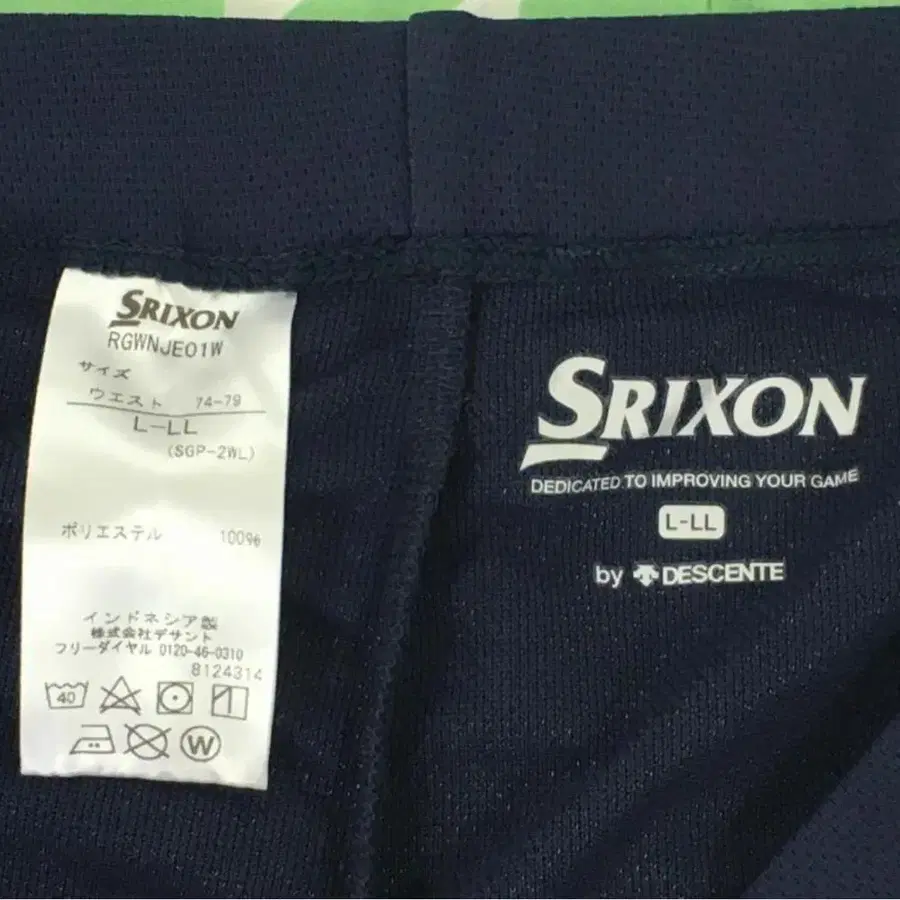 SRIXON
RGWNJE01W
サイズ
ウエスト 74-79
L-LL
(SGP-2WL)
ポリエステル 100%
インドネシア製
株式会社デサント
フリーダイヤル 0120-46-0310
8124314
40
W
SRIXON
DEDICATED TO IMPROVING YOUR GAME
L-LL
by DESCENTE